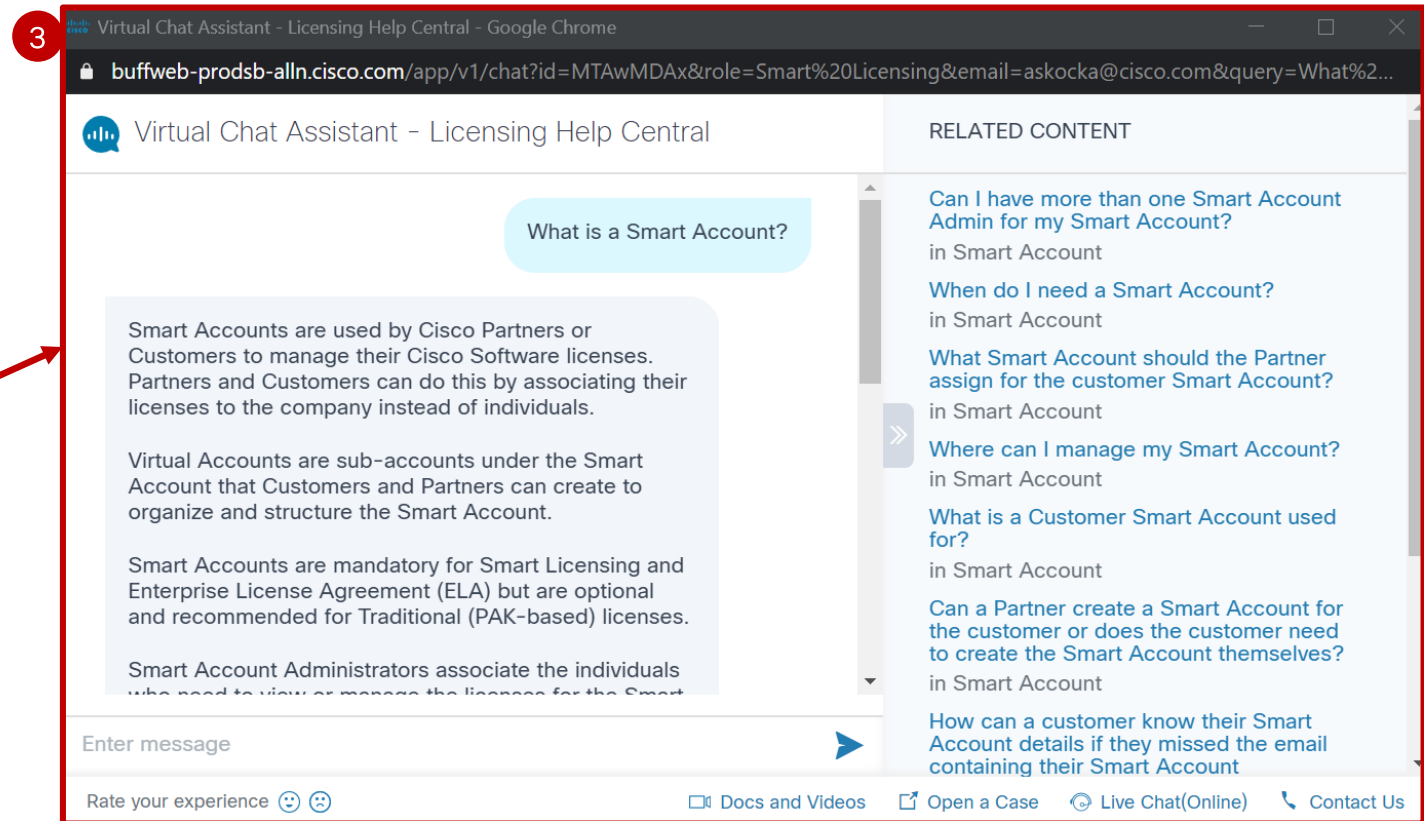 3
Virtual Chat Assistant - Licensing Help Central - Google Chrome
buffweb-prodsb-alln.cisco.com/app/v1/chat?id=MTAwMDAx&role=Smart%20Licensing&email=askocka@cisco.com&query=What%2...
Virtual Chat Assistant - Licensing Help Central
What is a Smart Account?
Smart Accounts are used by Cisco Partners or
Customers to manage their Cisco Software licenses.
Partners and Customers can do this by associating their
licenses to the company instead of individuals.
Virtual Accounts are sub-accounts under the Smart
Account that Customers and Partners can create to
organize and structure the Smart Account.
Smart Accounts are mandatory for Smart Licensing and
Enterprise License Agreement (ELA) but are optional
and recommended for Traditional (PAK-based) licenses.
Smart Account Administrators associate the individuals
who need to view or manage the licenses for the Smart
Enter message
RELATED CONTENT
Can I have more than one Smart Account
Admin for my Smart Account?
in Smart Account
When do I need a Smart Account?
in Smart Account
What Smart Account should the Partner
assign for the customer Smart Account?
in Smart Account
Where can I manage my Smart Account?
in Smart Account
What is a Customer Smart Account used
for?
in Smart Account
Can a Partner create a Smart Account for
the customer or does the customer need
to create the Smart Account themselves?
in Smart Account
How can a customer know their Smart
Account details if they missed the email
containing their Smart Account
Rate your experience
Docs and Videos
Open a Case
Live Chat(Online)
Contact Us